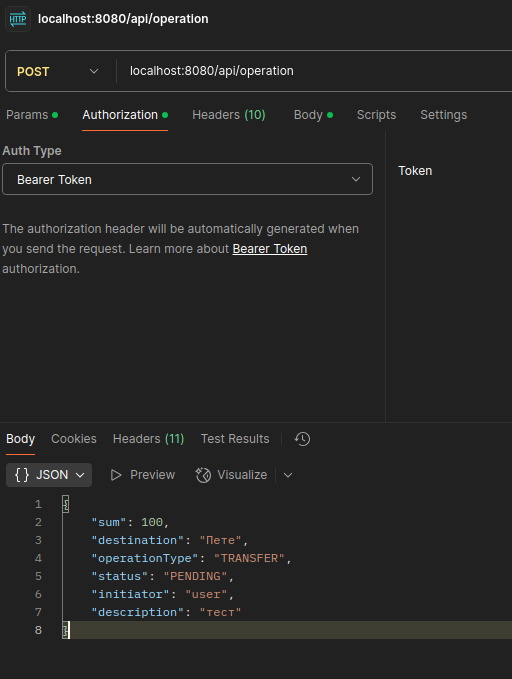 HTTP localhost:8080/api/operation
POST localhost:8080/api/operation
Params Authorization Headers (10) Body Scripts Settings
Auth Type
Bearer Token
Token
The authorization header will be automatically generated when
you send the request. Learn more about Bearer Token
authorization.
Body Cookies Headers (11) Test Results
{} JSON Preview Visualize
1 {
2 "sum": 100,
3 "destination": "Пете",
4 "operationType": "TRANSFER",
5 "status": "PENDING",
6 "initiator": "user",
7 "description": "тест"
8 }